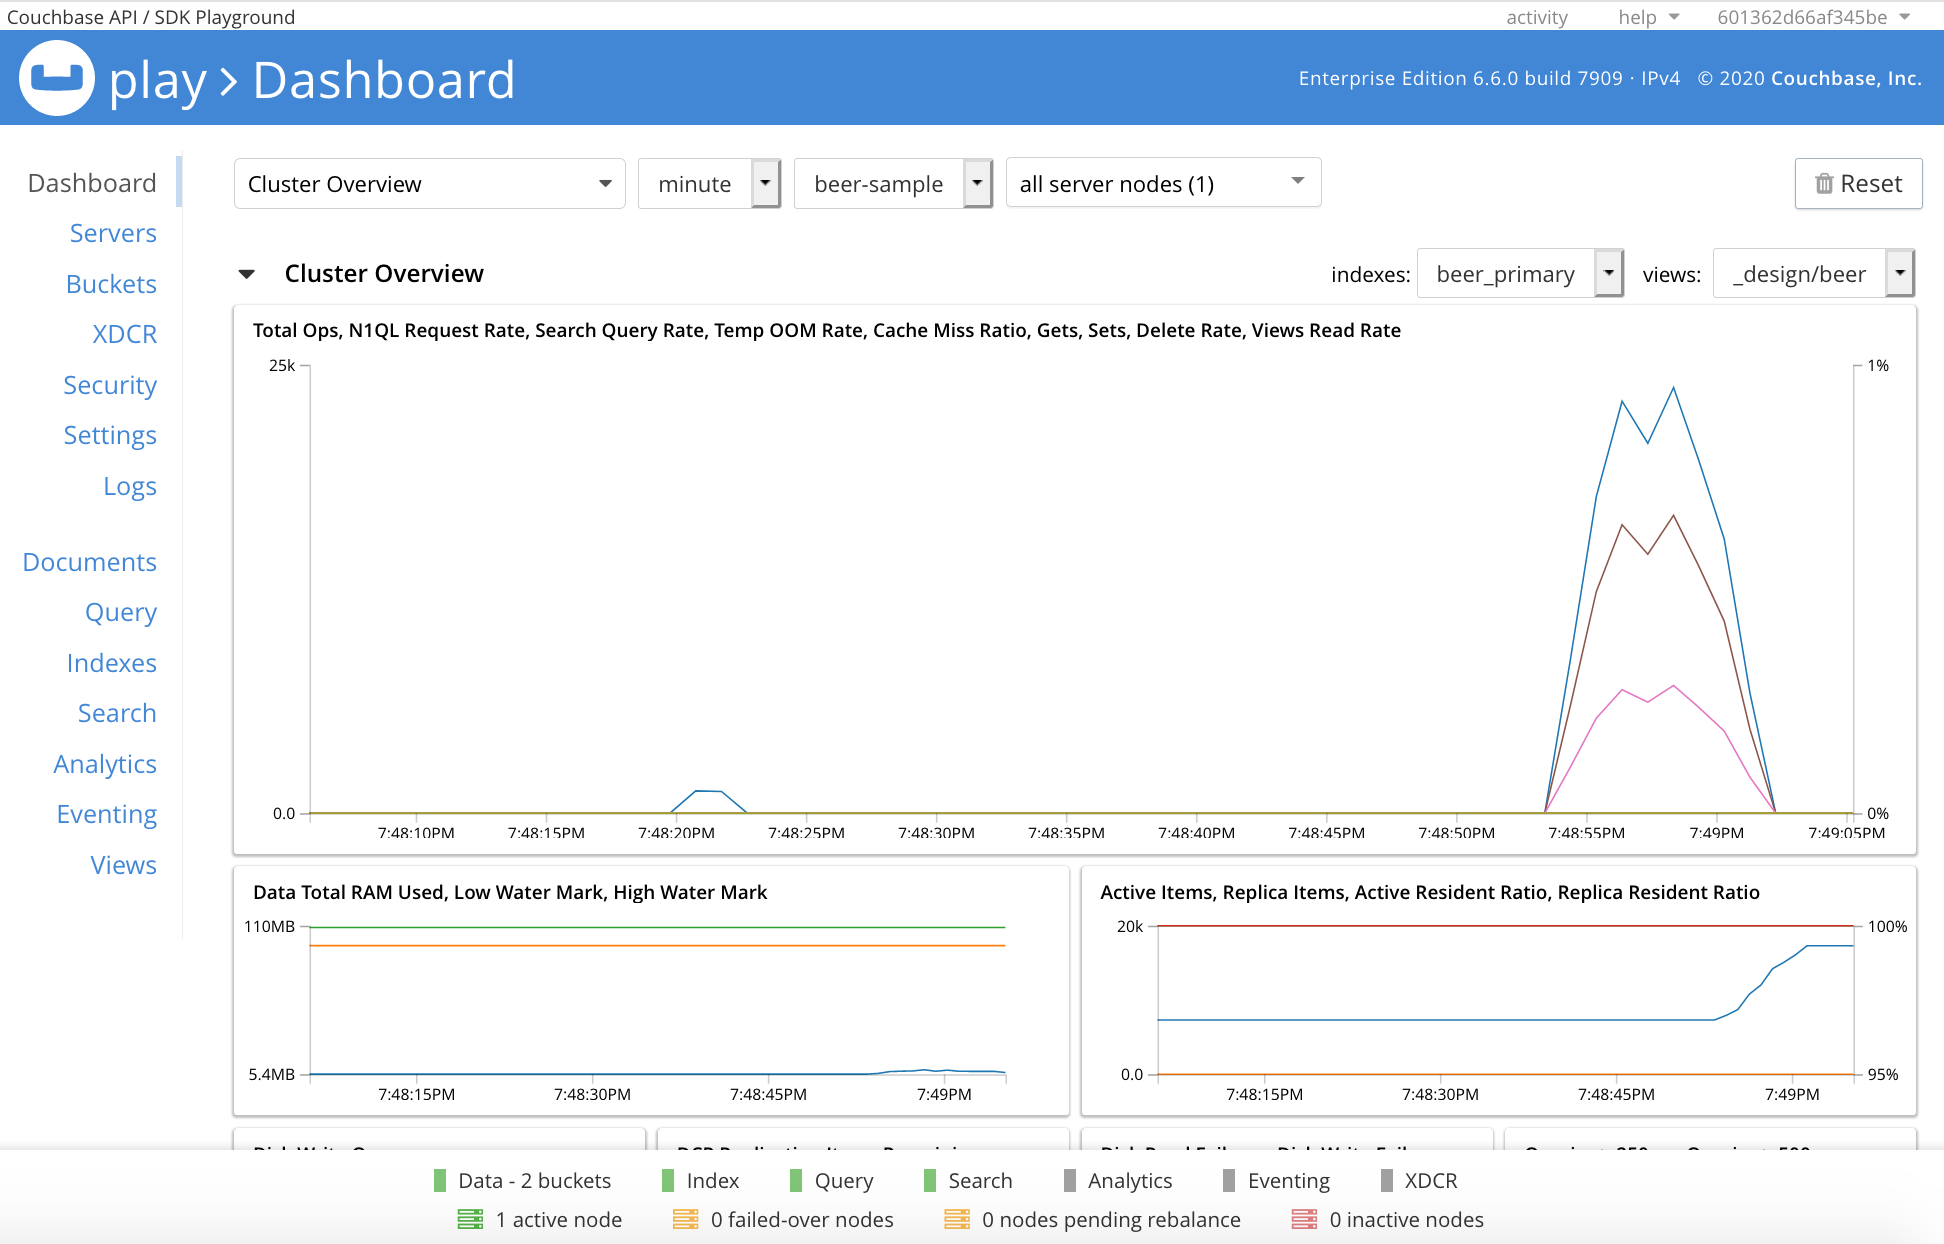 Couchbase API / SDK Playground
activity help 601362d66af345be
play > Dashboard
Enterprise Edition 6.6.0 build 7909 · IPv4 © 2020 Couchbase, Inc.
Dashboard
Servers
Buckets
XDCR
Security
Settings
Logs
Documents
Query
Indexes
Search
Analytics
Eventing
Views
Cluster Overview minute beer-sample all server nodes (1) Reset
Cluster Overview indexes: beer_primary views: _design/beer
Total Ops, N1QL Request Rate, Search Query Rate, Temp OOM Rate, Cache Miss Ratio, Gets, Sets, Delete Rate, Views Read Rate
25k 1%
0.0 0%
7:48:10PM 7:48:15PM 7:48:20PM 7:48:25PM 7:48:30PM 7:48:35PM 7:48:40PM 7:48:45PM 7:48:50PM 7:48:55PM 7:49PM 7:49:05PM
Data Total RAM Used, Low Water Mark, High Water Mark
110MB
5.4MB
7:48:15PM 7:48:30PM 7:48:45PM 7:49PM
Active Items, Replica Items, Active Resident Ratio, Replica Resident Ratio
20k 100%
0.0 95%
7:48:15PM 7:48:30PM 7:48:45PM 7:49PM
Data - 2 buckets Index Query Search Analytics Eventing XDCR
1 active node 0 failed-over nodes 0 nodes pending rebalance 0 inactive nodes